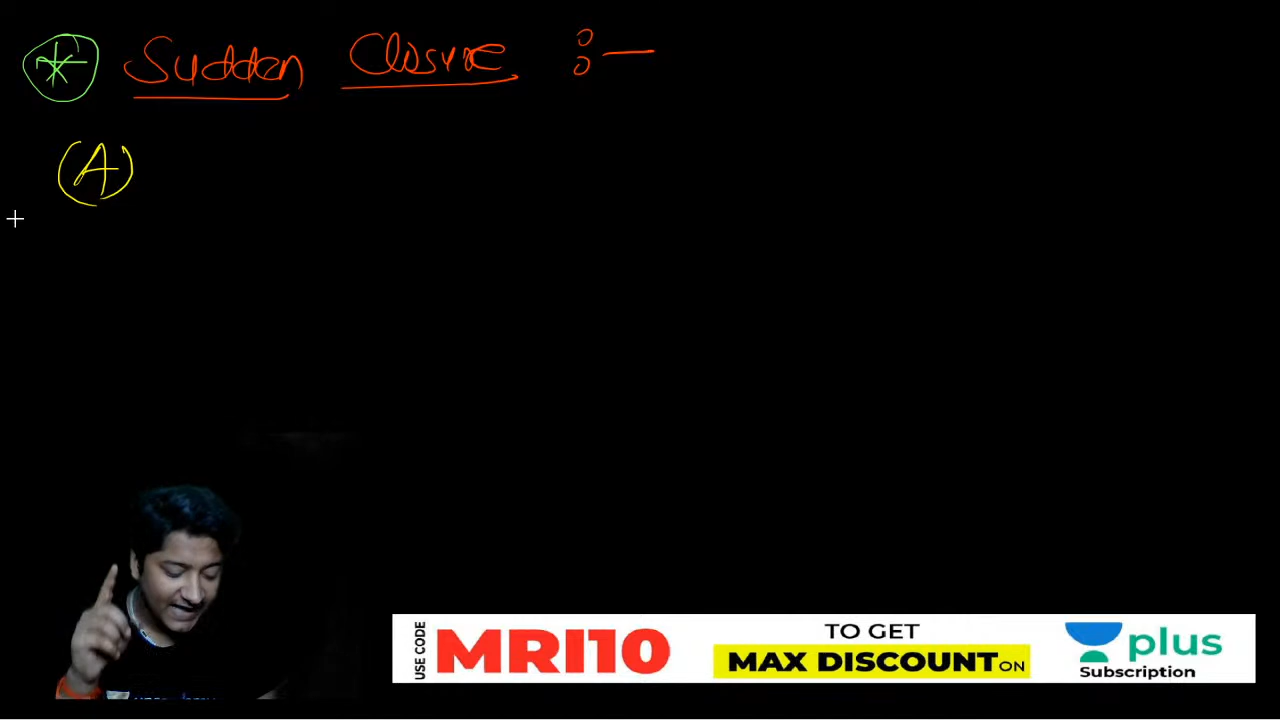 * Sudden Closure :-
(A)
USE CODE
MRI10
TO GET
MAX DISCOUNT ON
plus
Subscription